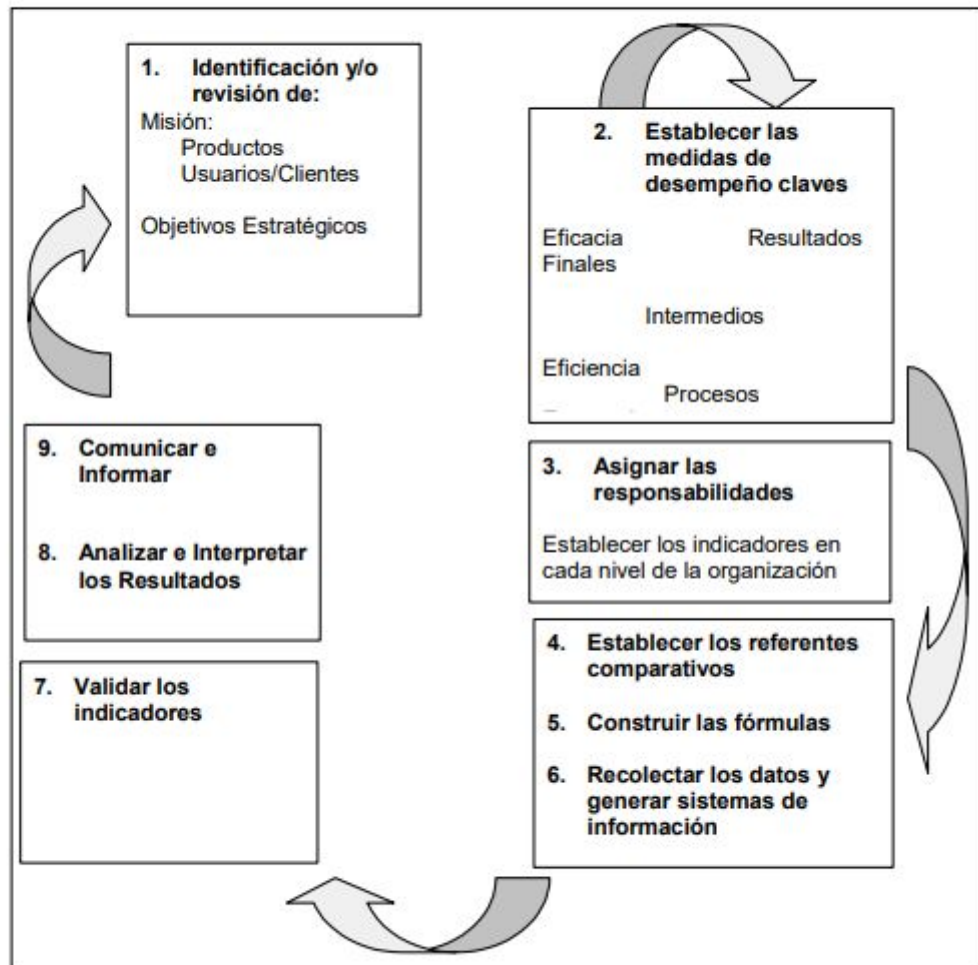 1. Identificación y/o
revisión de:
Misión:
Productos
Usuarios/Clientes
Objetivos Estratégicos
2. Establecer las
medidas de
desempeño claves
Eficacia Resultados
Finales
Intermedios
Eficiencia
Procesos
3. Asignar las
responsabilidades
Establecer los indicadores en
cada nivel de la organización
4. Establecer los referentes
comparativos
5. Construir las fórmulas
6. Recolectar los datos y
generar sistemas de
información
7. Validar los
indicadores
9. Comunicar e
Informar
8. Analizar e Interpretar
los Resultados